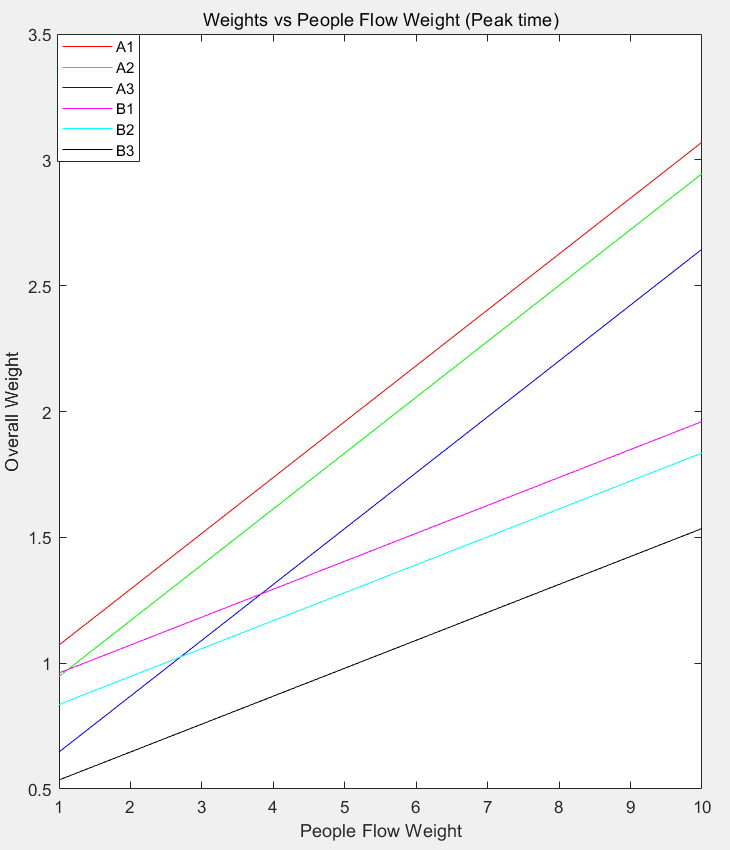 Weights vs People Flow Weight (Peak time)
3.5
A1
A2
A3
B1
B2
B3
3
2.5
2
1.5
1
0.5
Overall Weight
1 2 3 4 5 6 7 8 9 10
People Flow Weight